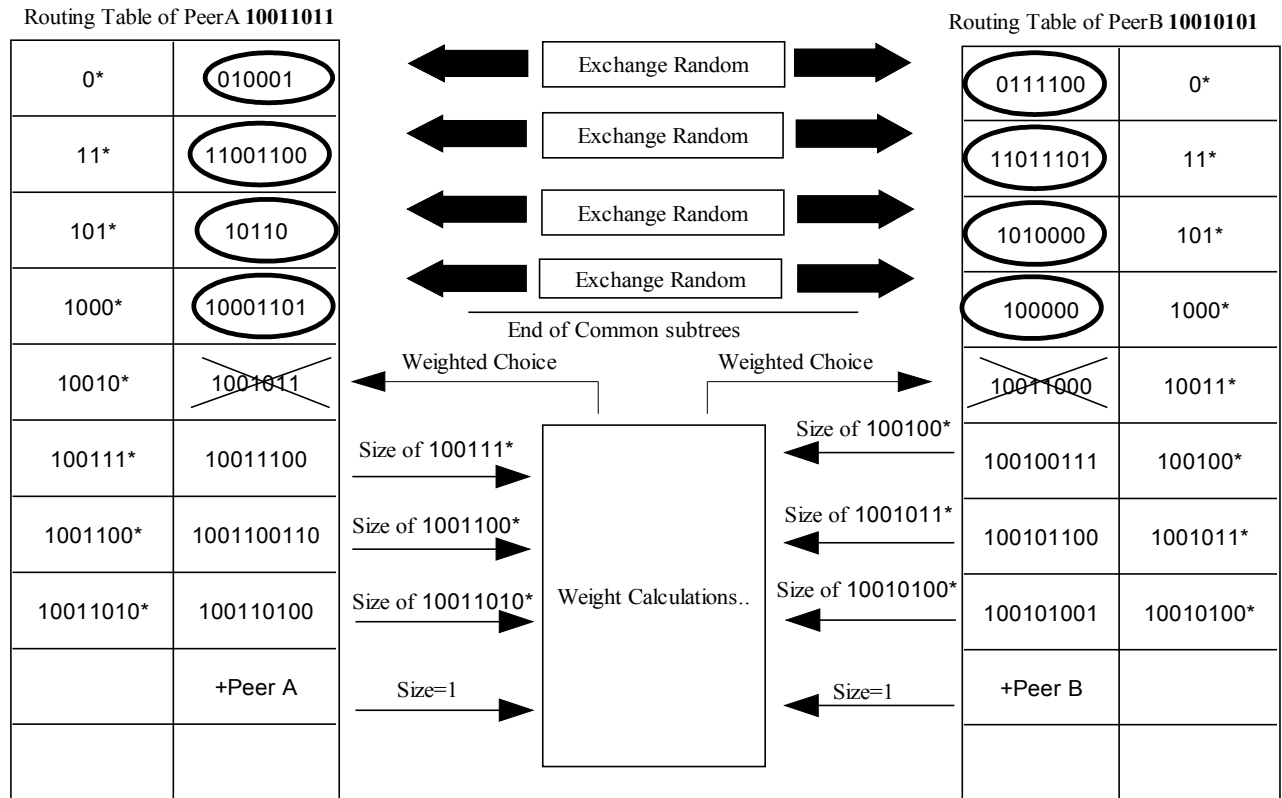 Routing Table of PeerA 10011011
Routing Table of PeerB 10010101
0* 010001 Exchange Random 0111100 0*
11* 11001100 Exchange Random 11011101 11*
101* 10110 Exchange Random 1010000 101*
1000* 10001101 Exchange Random 100000 1000*
End of Common subtrees
Weighted Choice Weighted Choice
10010* 1001011 10011000 10011*
Size of 100111* Size of 100100*
100111* 10011100 100100111 100100*
Size of 1001100* Size of 1001011*
1001100* 1001100110 100101100 1001011*
Size of 10011010* Weight Calculations.. Size of 10010100*
10011010* 100110100 100101001 10010100*
+Peer A Size=1 Size=1 +Peer B